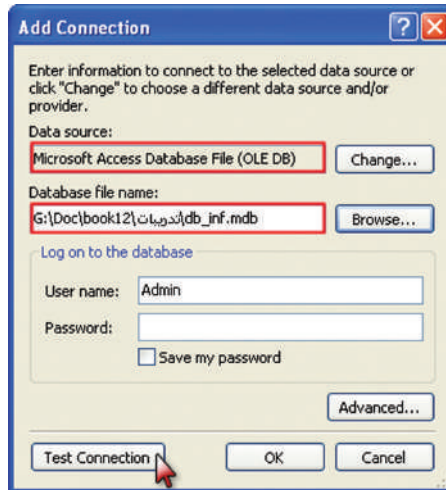 Add Connection
Enter information to connect to the selected data source or
click "Change" to choose a different data source and/or
provider.
Data source:
Microsoft Access Database File (OLE DB)
Change...
Database file name:
G:\Doc\book12\تدريبات\db_inf.mdb
Browse...
Log on to the database
User name:
Admin
Password:
Save my password
Advanced...
Test Connection
OK
Cancel